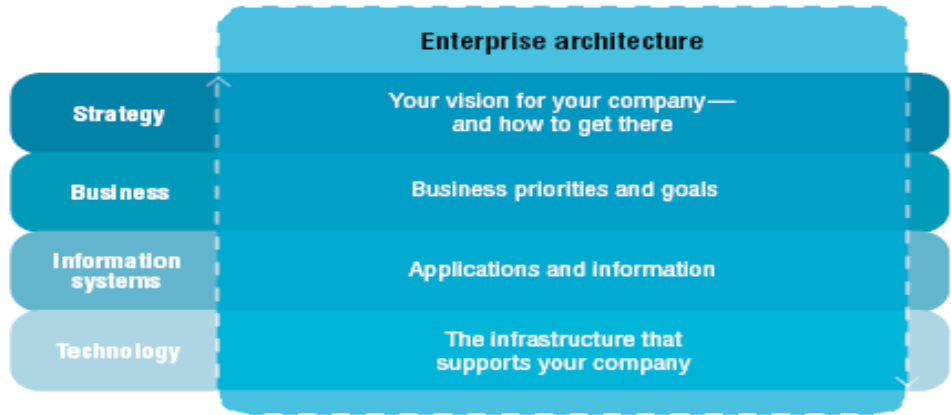 Enterprise architecture
Strategy
Your vision for your company—
and how to get there
Business
Business priorities and goals
Information
systems
Applications and information
Technology
The infrastructure that
supports your company